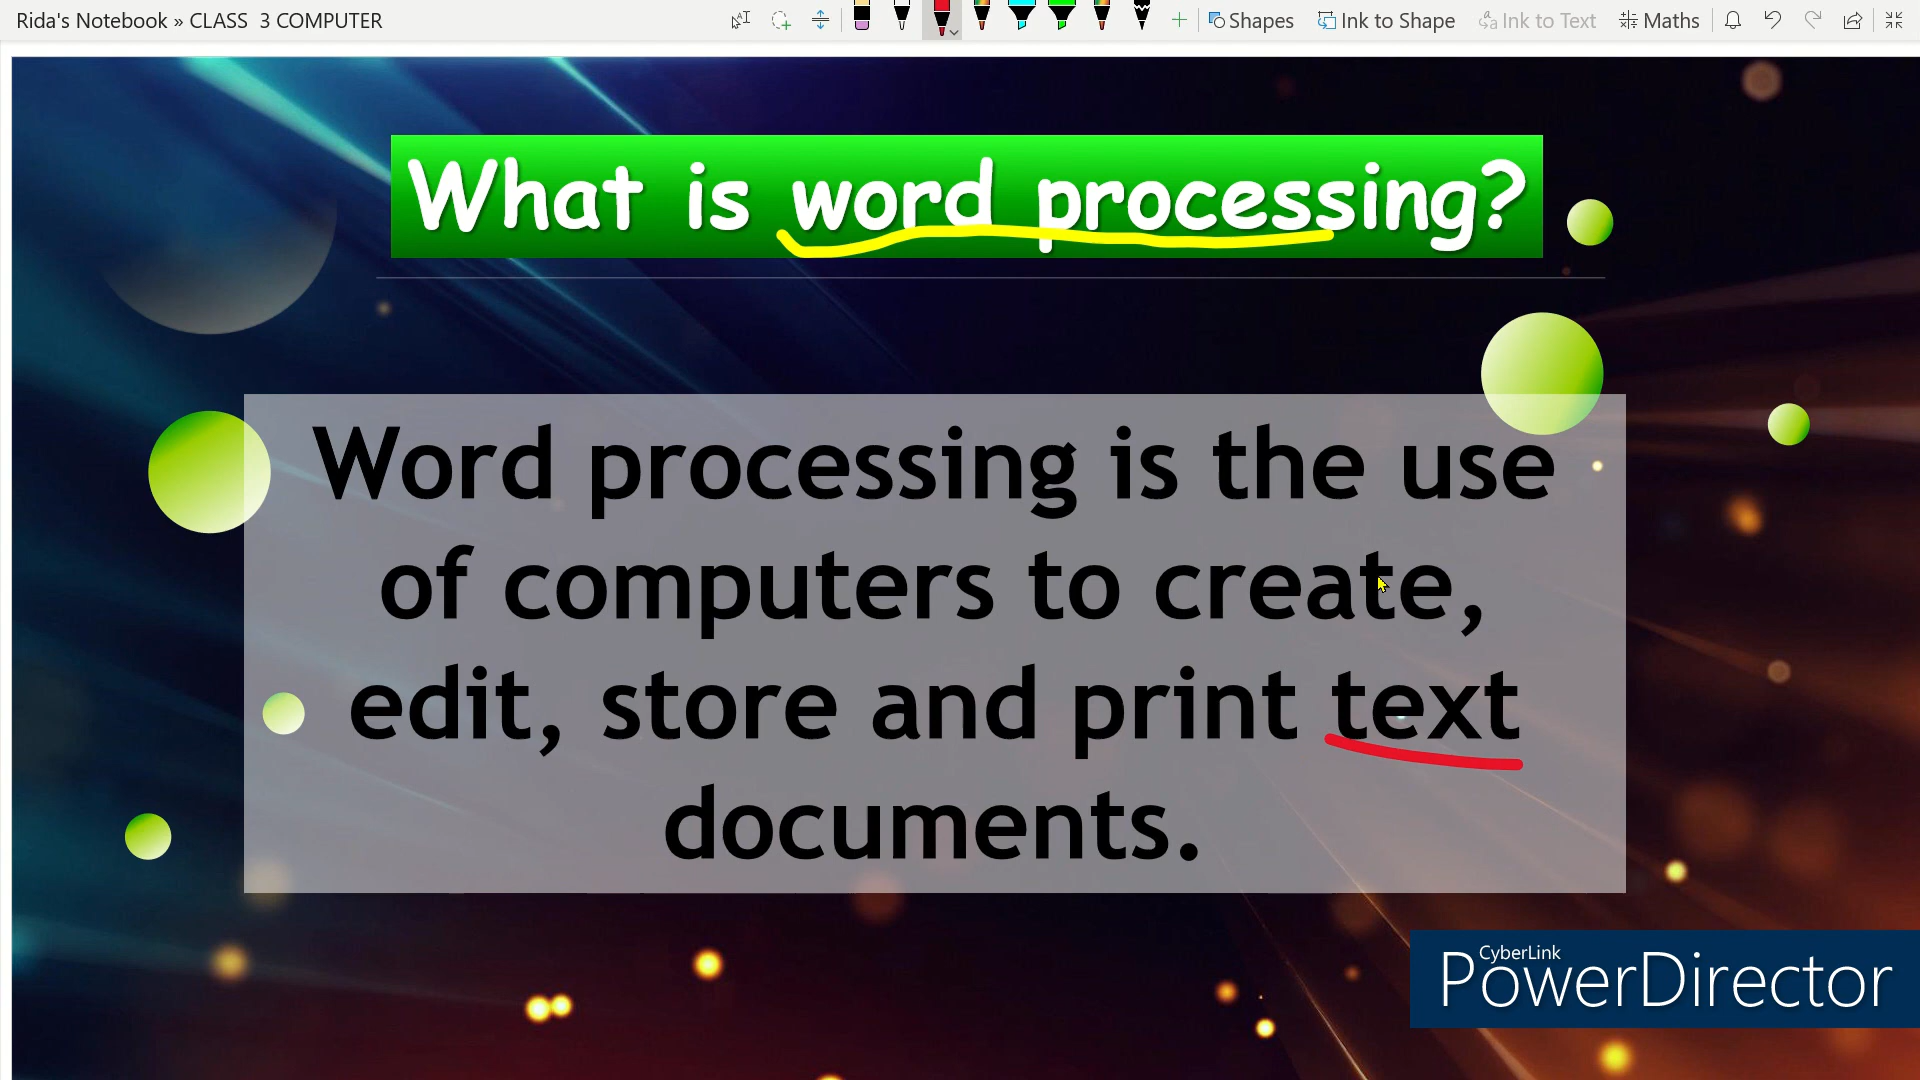 Rida's Notebook » CLASS 3 COMPUTER
Shapes
Ink to Shape
Ink to Text
Maths
What is word processing?
Word processing is the use
of computers to create,
edit, store and print text
documents.
CyberLink
PowerDirector